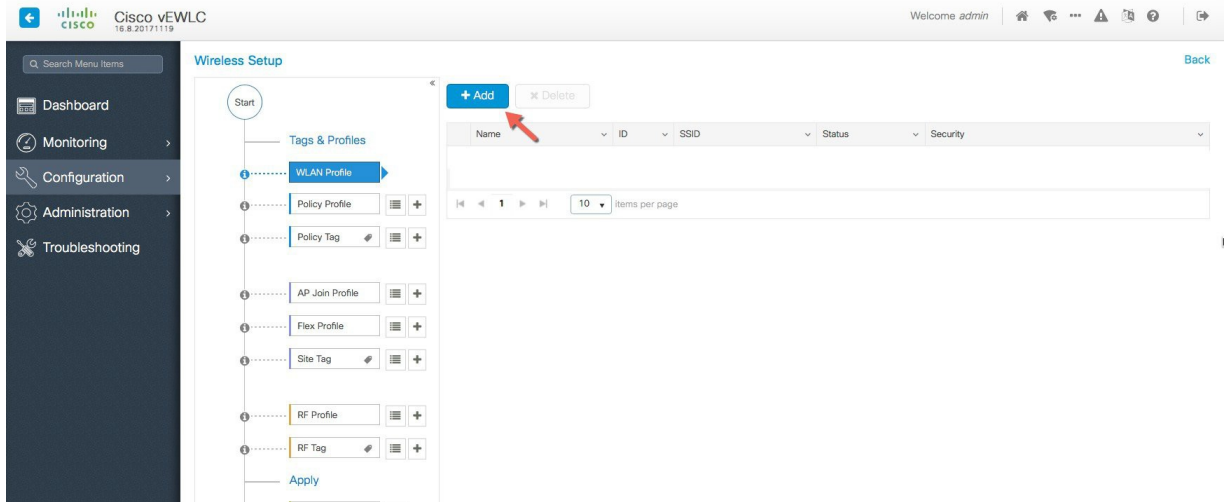 CISCO
Cisco vEWLC
16.8.20171119
Welcome admin
Search Menu Items
Dashboard
Monitoring
Configuration
Administration
Troubleshooting
Wireless Setup
Back
Start
Tags & Profiles
WLAN Profile
Policy Profile
Policy Tag
AP Join Profile
Flex Profile
Site Tag
RF Profile
RF Tag
Apply
+ Add
× Delete
Name ID SSID Status Security
1 10 items per page